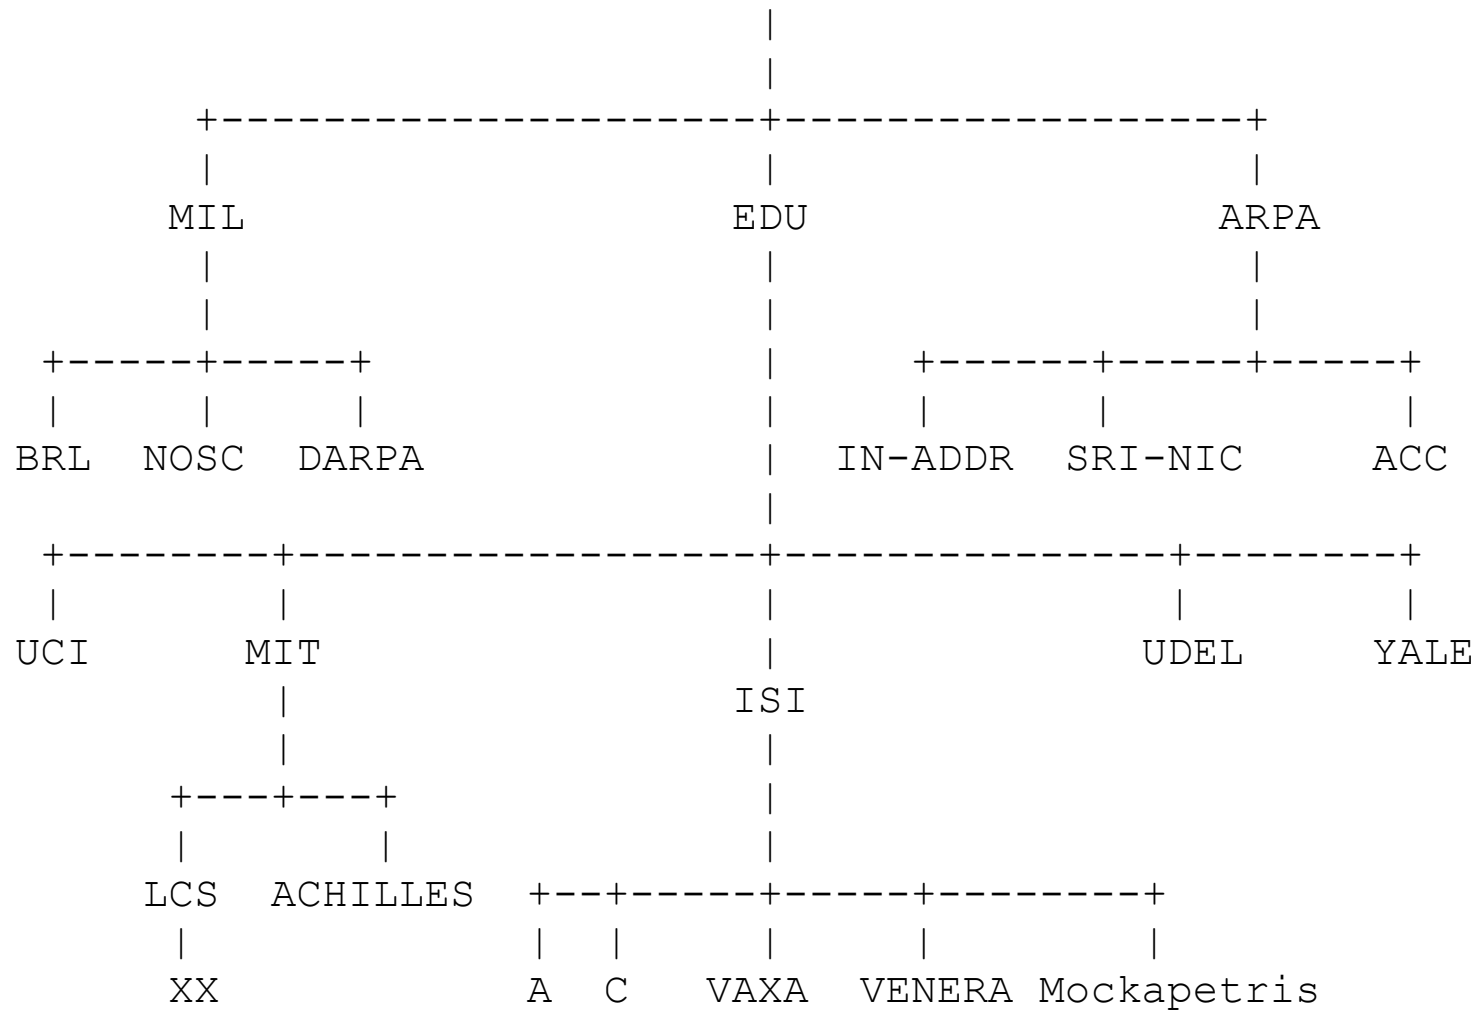 MIL EDU ARPA
BRL NOSC DARPA IN-ADDR SRI-NIC ACC
UCI MIT UDEL YALE
ISI
LCS ACHILLES
XX A C VAXA VENERA Mockapetris